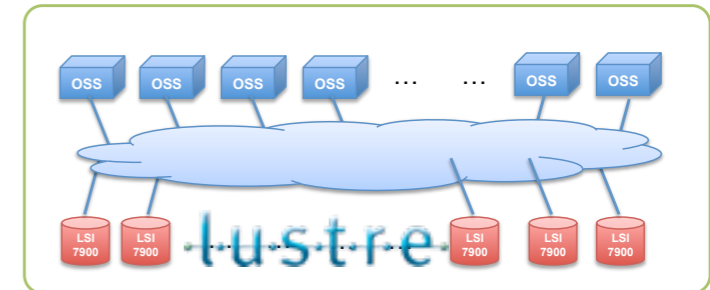 OSS OSS OSS OSS ... ... OSS OSS
LSI LSI lustre LSI LSI LSI
7900 7900 7900 7900 7900